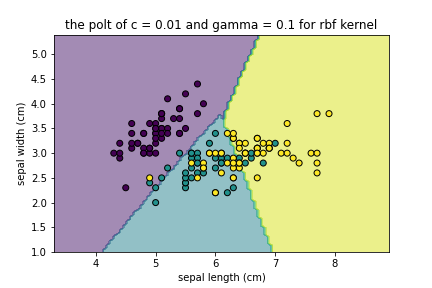 the polt of c = 0.01 and gamma = 0.1 for rbf kernel
5.0
4.5
4.0
3.5
3.0
2.5
2.0
1.5
1.0
sepal width (cm)
4 5 6 7 8
sepal length (cm)